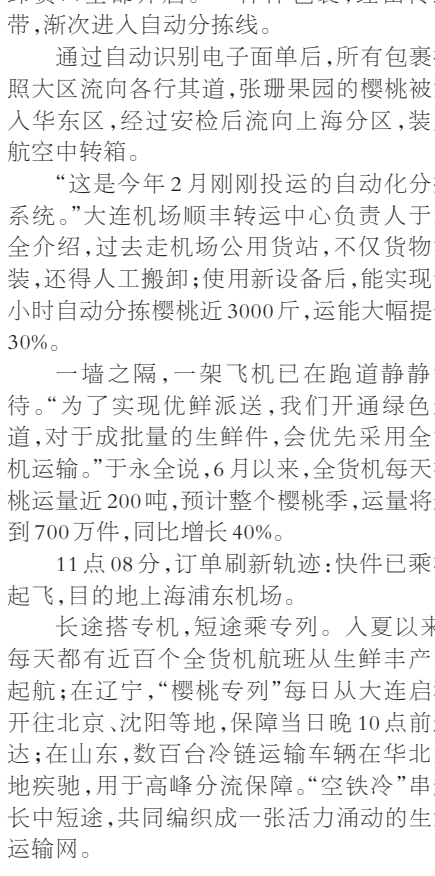 带,渐次进入自动分拣线。
通过自动识别电子面单后,所有包裹
照大区流向各行其道,张珊果园的樱桃被
入华东区,经过安检后流向上海分区,装
航空中转箱。
“这是今年2月刚刚投运的自动化分
系统。”大连机场顺丰转运中心负责人于
全介绍,过去走机场公用货站,不仅货物
装,还得人工搬卸;使用新设备后,能实现
小时自动分拣樱桃近3000斤,运能大幅提
30%。
一墙之隔,一架飞机已在跑道静静
待。“为了实现优鲜派送,我们开通绿色
道,对于成批量的生鲜件,会优先采用全
机运输。”于永全说,6月以来,全货机每天
桃运量近200吨,预计整个樱桃季,运量将
到700万件,同比增长40%。
11点08分,订单刷新轨迹:快件已乘
起飞,目的地上海浦东机场。
长途搭专机,短途乘专列。入夏以来
每天都有近百个全货机航班从生鲜丰产
起航;在辽宁,“樱桃专列”每日从大连启
开往北京、沈阳等地,保障当日晚10点前
达;在山东,数百台冷链运输车辆在华北
地疾驰,用于高峰分流保障。“空铁冷”串
长中短途,共同编织成一张活力涌动的生
运输网。